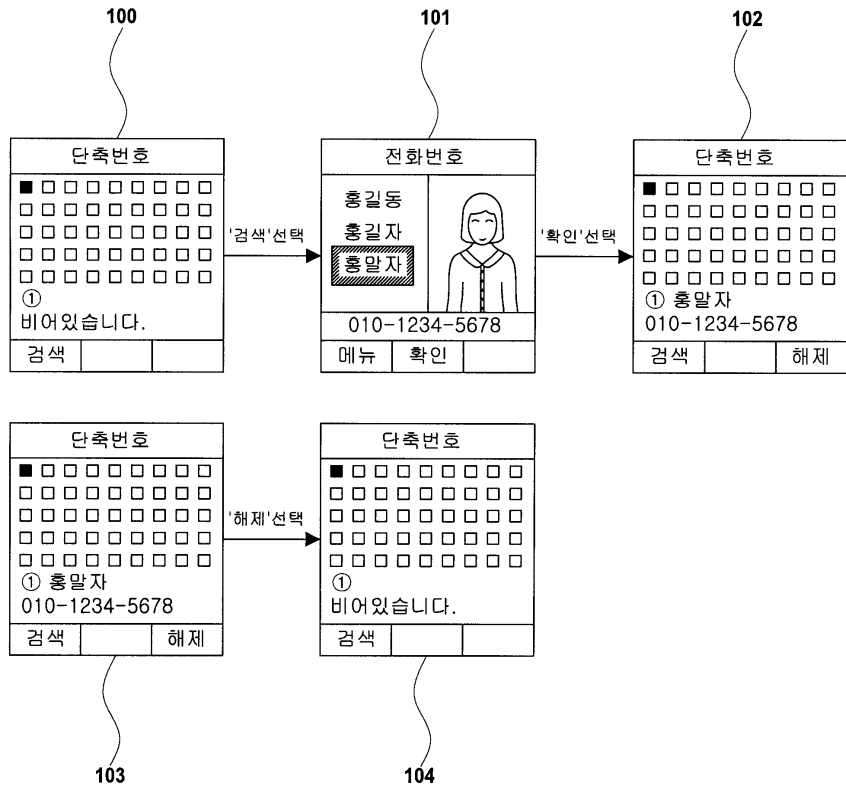 100
101
102
단축번호
①
비어있습니다.
검색
'검색'선택
전화번호
홍길동
홍길자
홍말자
010-1234-5678
메뉴 확인
'확인'선택
단축번호
① 홍말자
010-1234-5678
검색 해제
단축번호
① 홍말자
010-1234-5678
검색 해제
'해제'선택
단축번호
①
비어있습니다.
검색
103
104